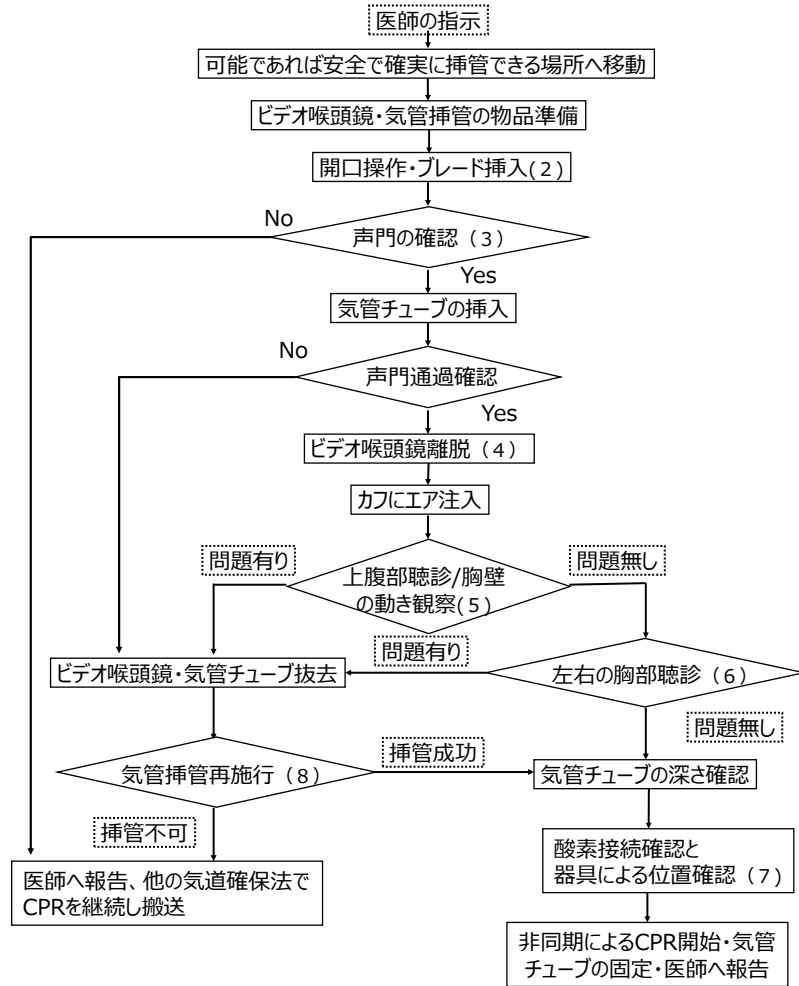 医師の指示
可能であれば安全で確実に挿管できる場所へ移動
ビデオ喉頭鏡・気管挿管の物品準備
開口操作・ブレード挿入(2)
No
声門の確認（3）
Yes
気管チューブの挿入
No
声門通過確認
Yes
ビデオ喉頭鏡離脱（4）
カフにエア注入
問題有り
問題無し
上腹部聴診/胸壁
の動き観察(5)
問題有り
ビデオ喉頭鏡・気管チューブ抜去
左右の胸部聴診（6）
問題無し
挿管成功
気管挿管再施行（8）
気管チューブの深さ確認
挿管不可
医師へ報告、他の気道確保法で
CPRを継続し搬送
酸素接続確認と
器具による位置確認（7）
非同期によるCPR開始・気管
チューブの固定・医師へ報告